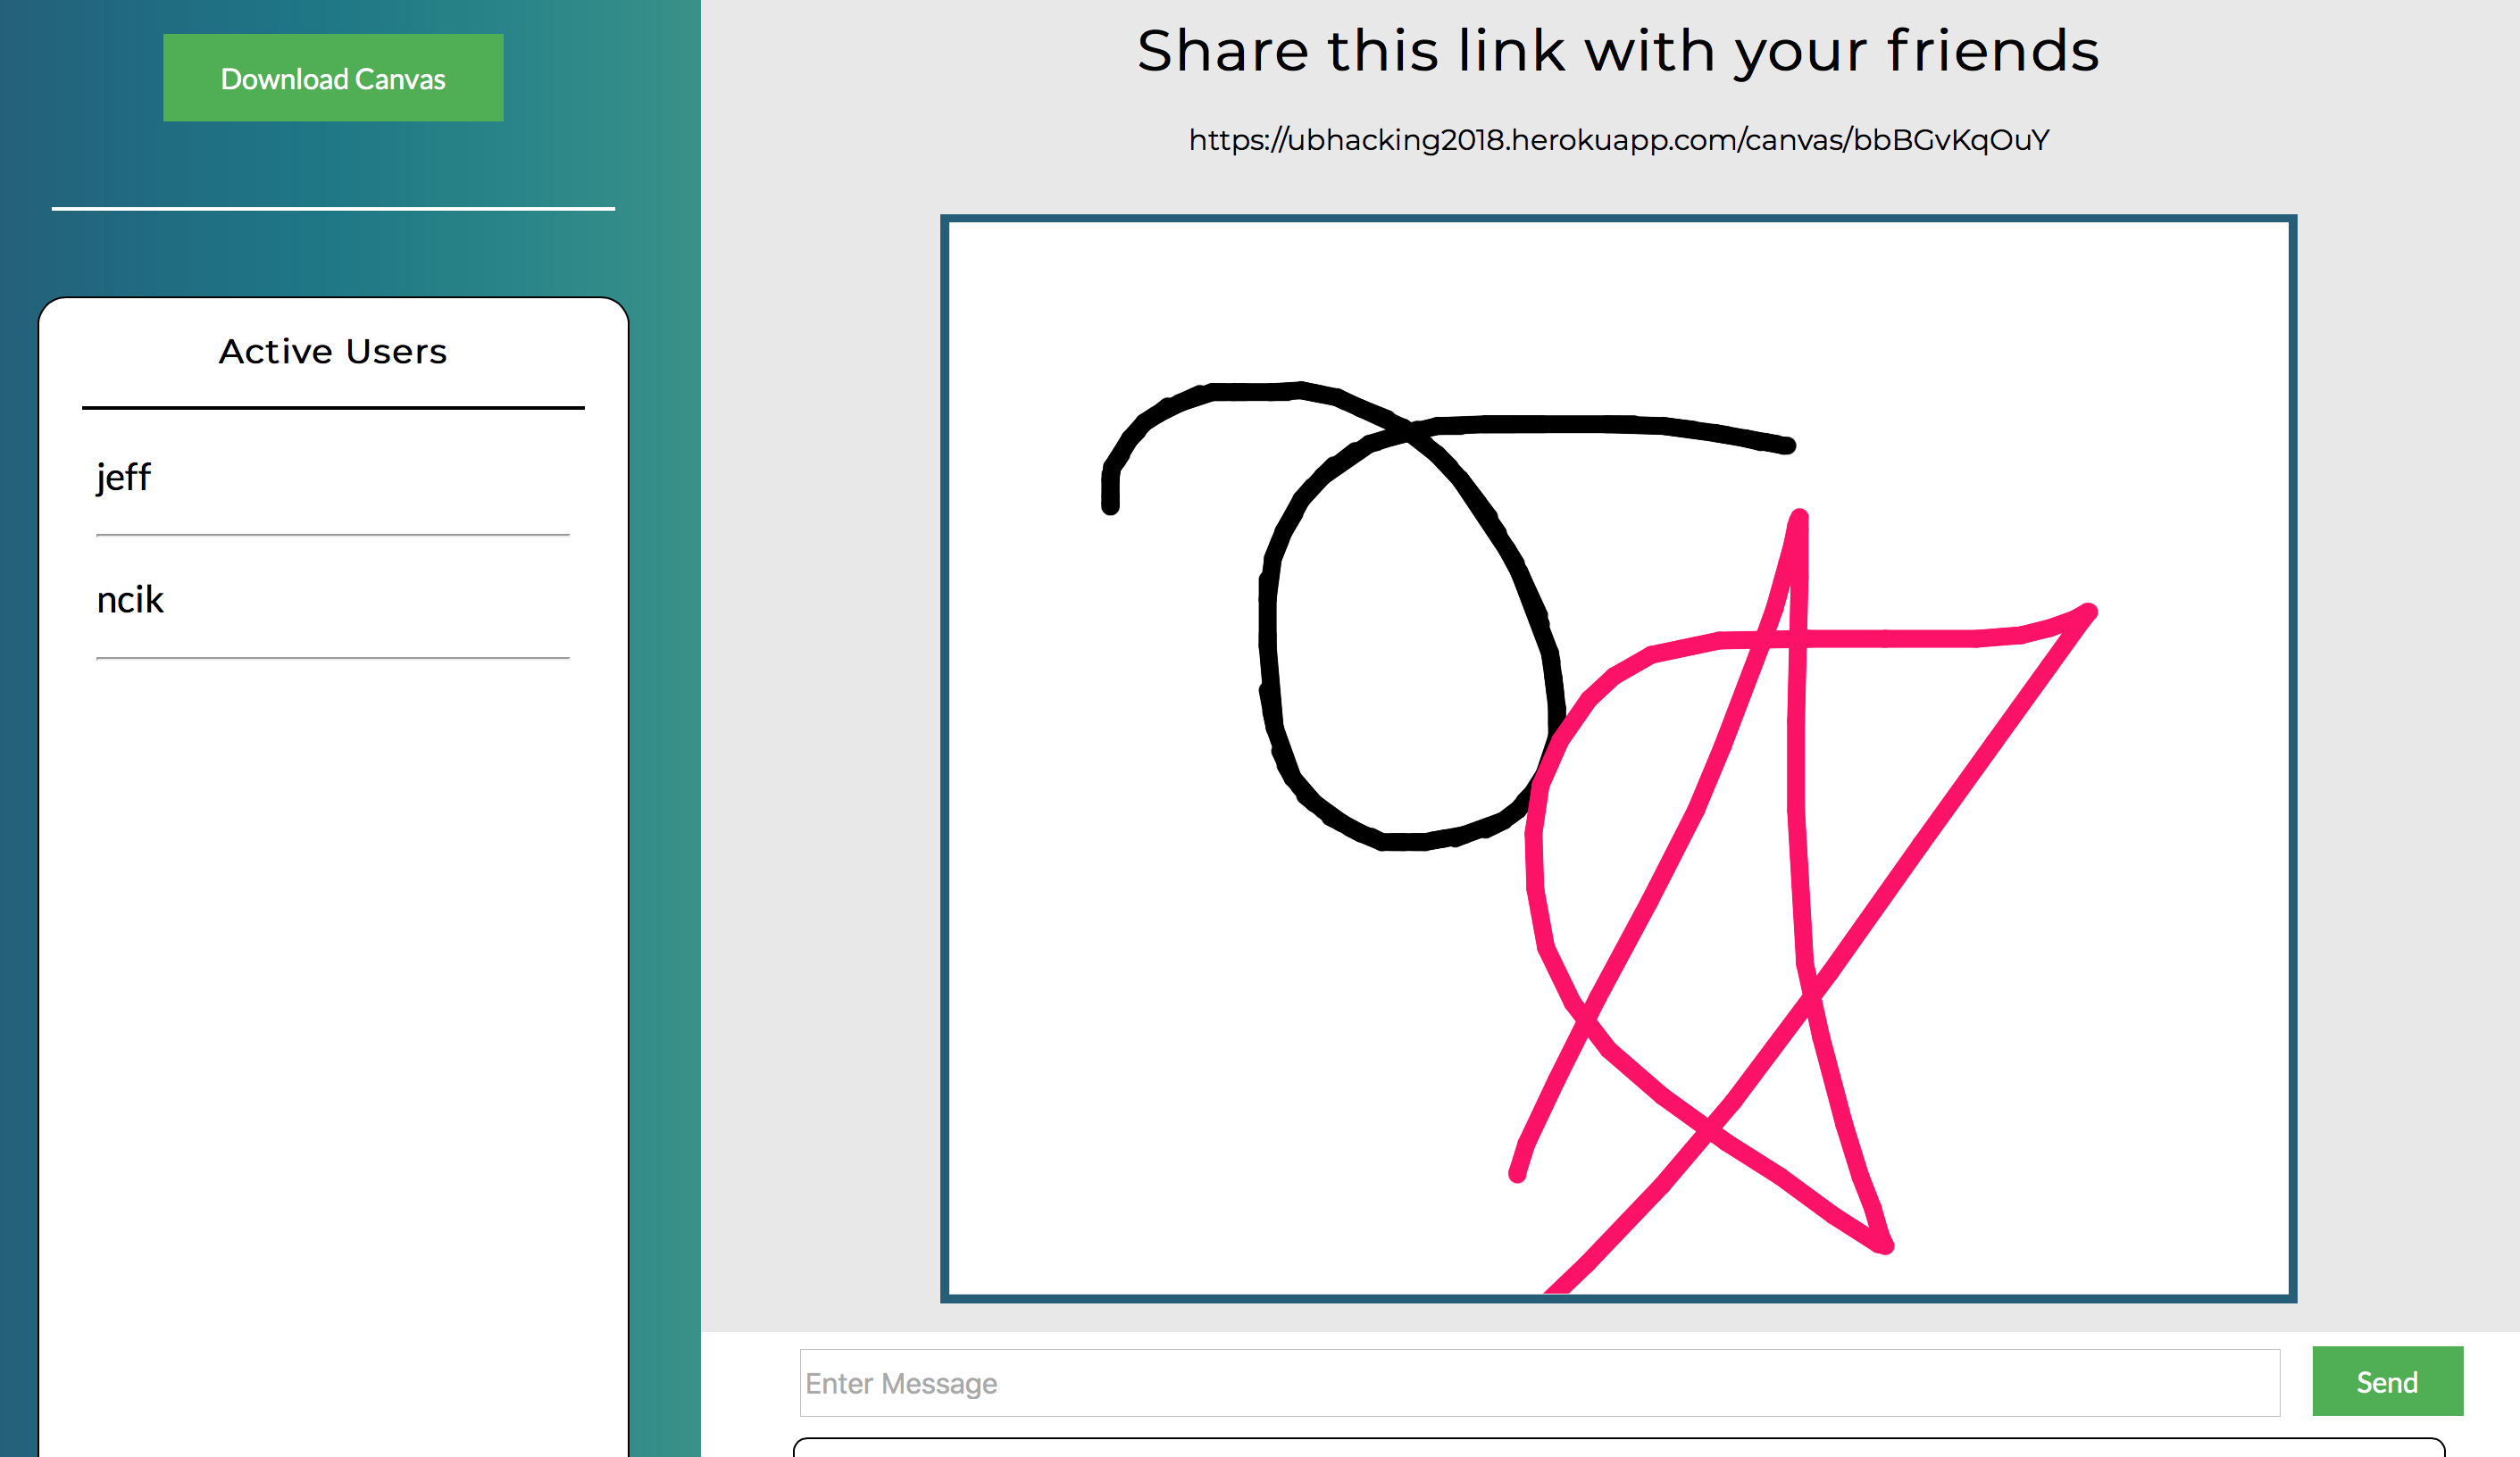 Download Canvas
Active Users
jeff
ncik
Share this link with your friends
https://ubhacking2018.herokuapp.com/canvas/bbBGvKqOuY
Enter Message
Send